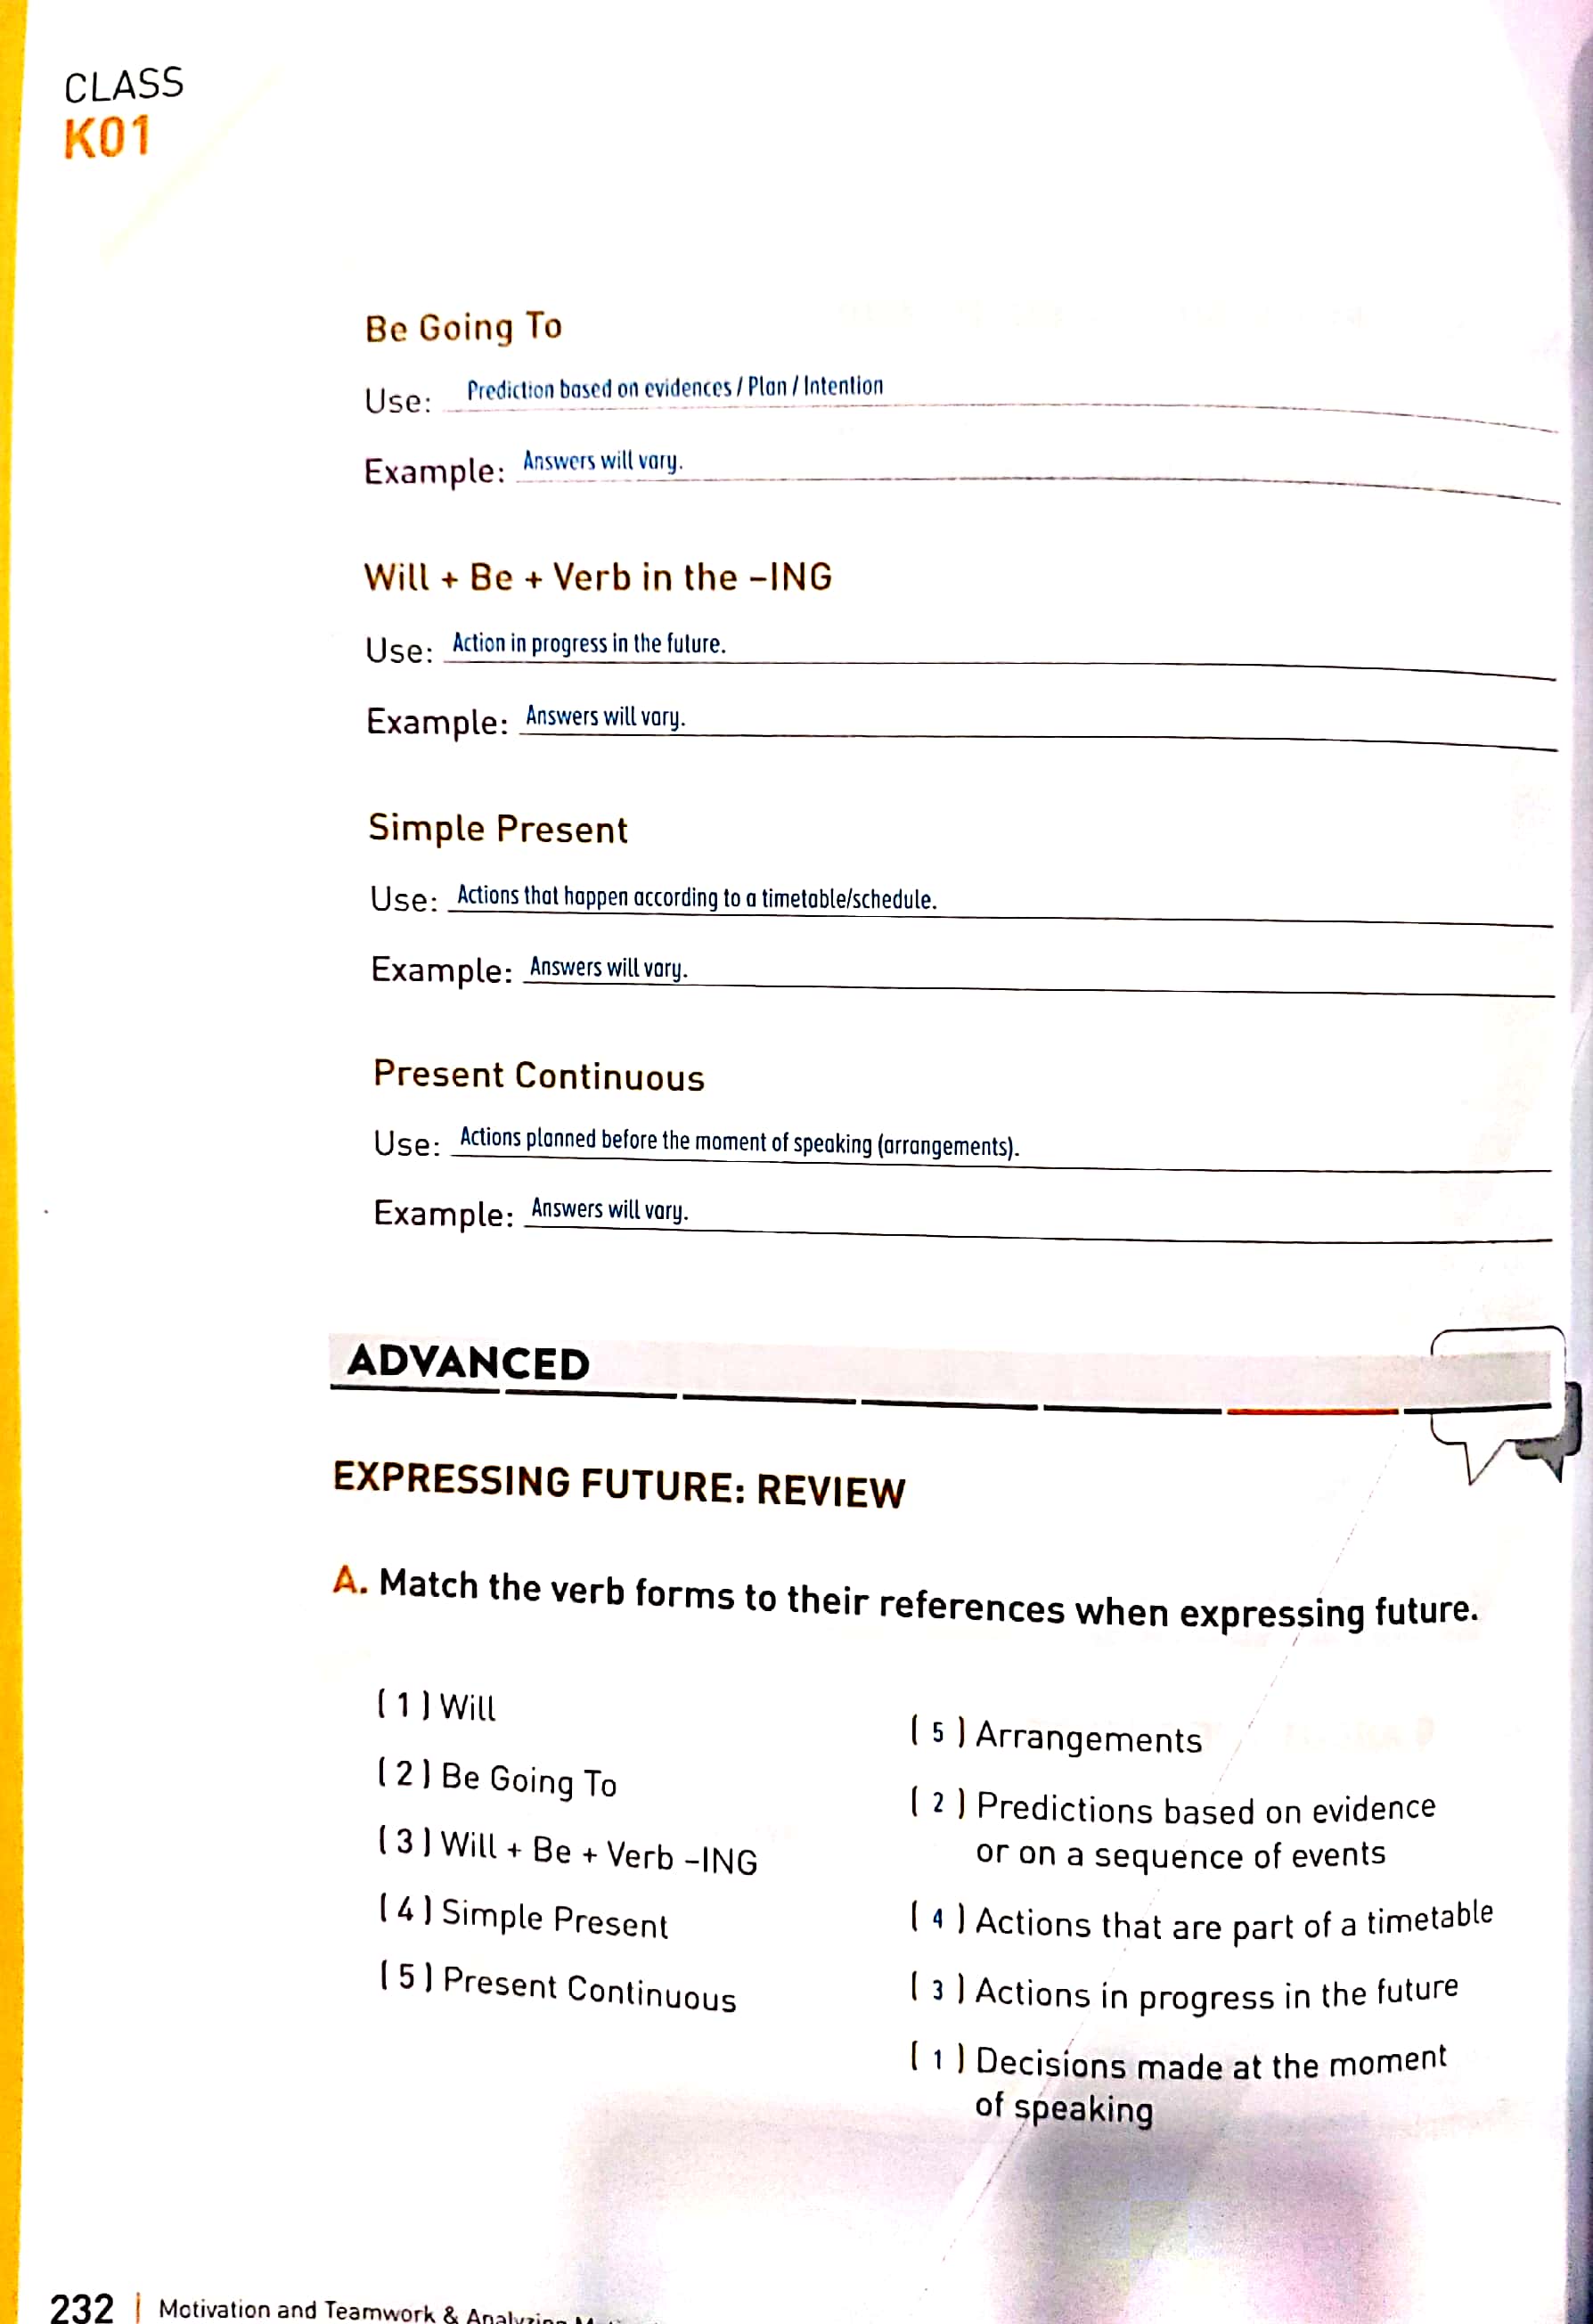 CLASS
K01
Be Going To
Use: Prediction based on evidences / Plan / Intention
Example: Answers will vary.
Will + Be + Verb in the –ING
Use: Action in progress in the future.
Example: Answers will vary.
Simple Present
Use: Actions that happen according to a timetable/schedule.
Example: Answers will vary.
Present Continuous
Use: Actions planned before the moment of speaking (arrangements).
Example: Answers will vary.
ADVANCED
EXPRESSING FUTURE: REVIEW
A. Match the verb forms to their references when expressing future.
( 1 ) Will
( 2 ) Be Going To
( 3 ) Will + Be + Verb –ING
( 4 ) Simple Present
( 5 ) Present Continuous
( 5 ) Arrangements
( 2 ) Predictions based on evidence
or on a sequence of events
( 4 ) Actions that are part of a timetable
( 3 ) Actions in progress in the future
( 1 ) Decisions made at the moment
of speaking
232 | Motivation and Teamwork &